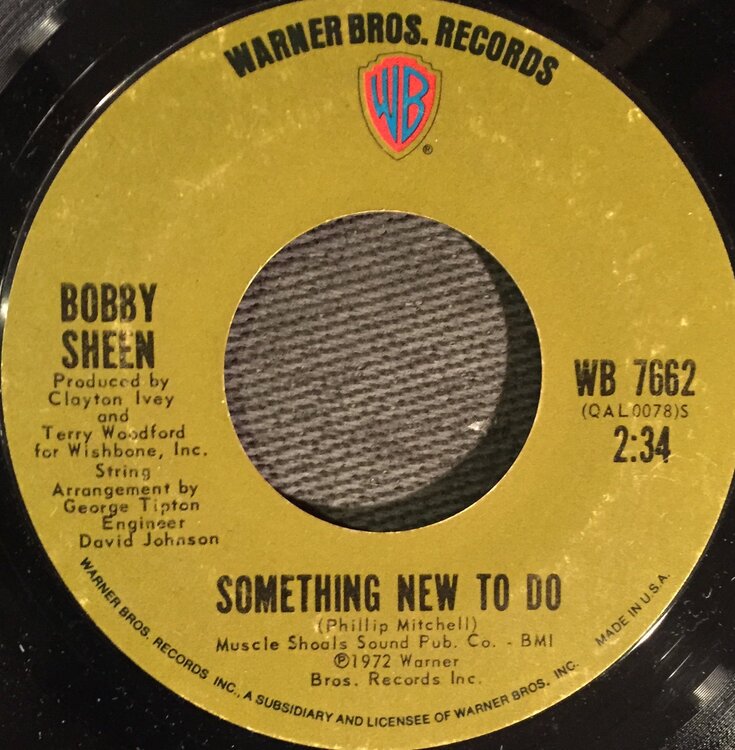 WARNER BROS. RECORDS
WB
®
BOBBY
SHEEN
Produced by
Clayton Ivey
and
Terry Woodford
for Wishbone, Inc.
String
Arrangement by
George Tipton
Engineer
David Johnson
WB 7662
(QAL0078)S
2:34
SOMETHING NEW TO DO
(Phillip Mitchell)
Muscle Shoals Sound Pub. Co. - BMI
℗1972 Warner
Bros. Records Inc.
WARNER BROS. RECORDS INC., A SUBSIDIARY AND LICENSEE OF WARNER BROS. INC. MADE IN U.S.A.